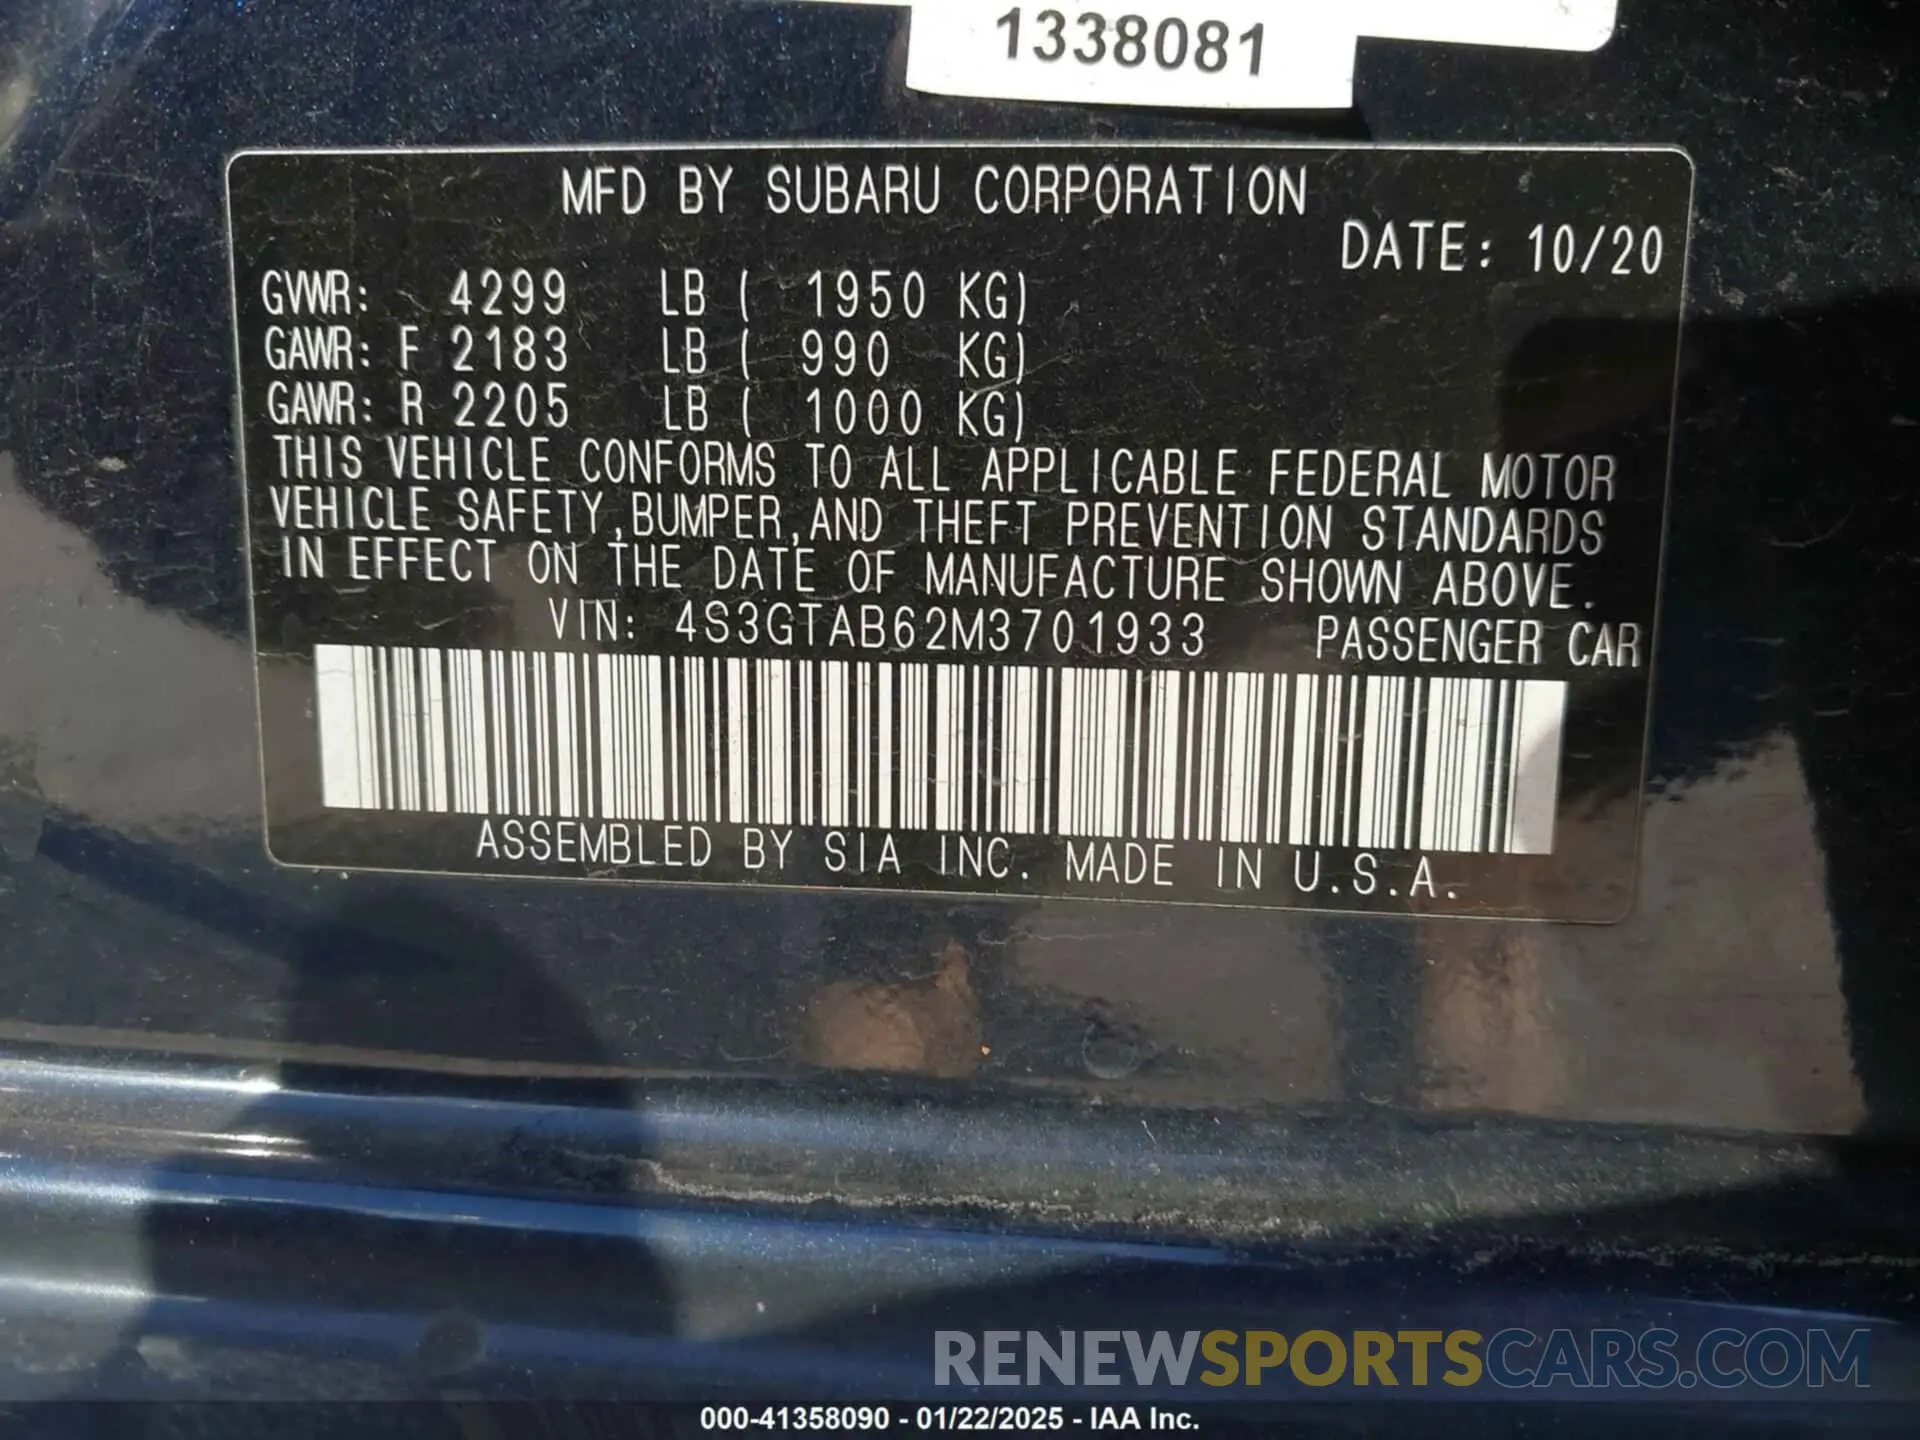 1338081
MFD BY SUBARU CORPORATION
DATE: 10/20
GVWR: 4299 LB ( 1950 KG)
GAWR: F 2183 LB ( 990 KG)
GAWR: R 2205 LB ( 1000 KG)
THIS VEHICLE CONFORMS TO ALL APPLICABLE FEDERAL MOTOR
VEHICLE SAFETY,BUMPER,AND THEFT PREVENTION STANDARDS
IN EFFECT ON THE DATE OF MANUFACTURE SHOWN ABOVE.
VIN: 4S3GTAB62M3701933 PASSENGER CAR
ASSEMBLED BY SIA INC. MADE IN U.S.A.
RENEWSPORTSCARS.COM
000-41358090 - 01/22/2025 - IAA Inc.